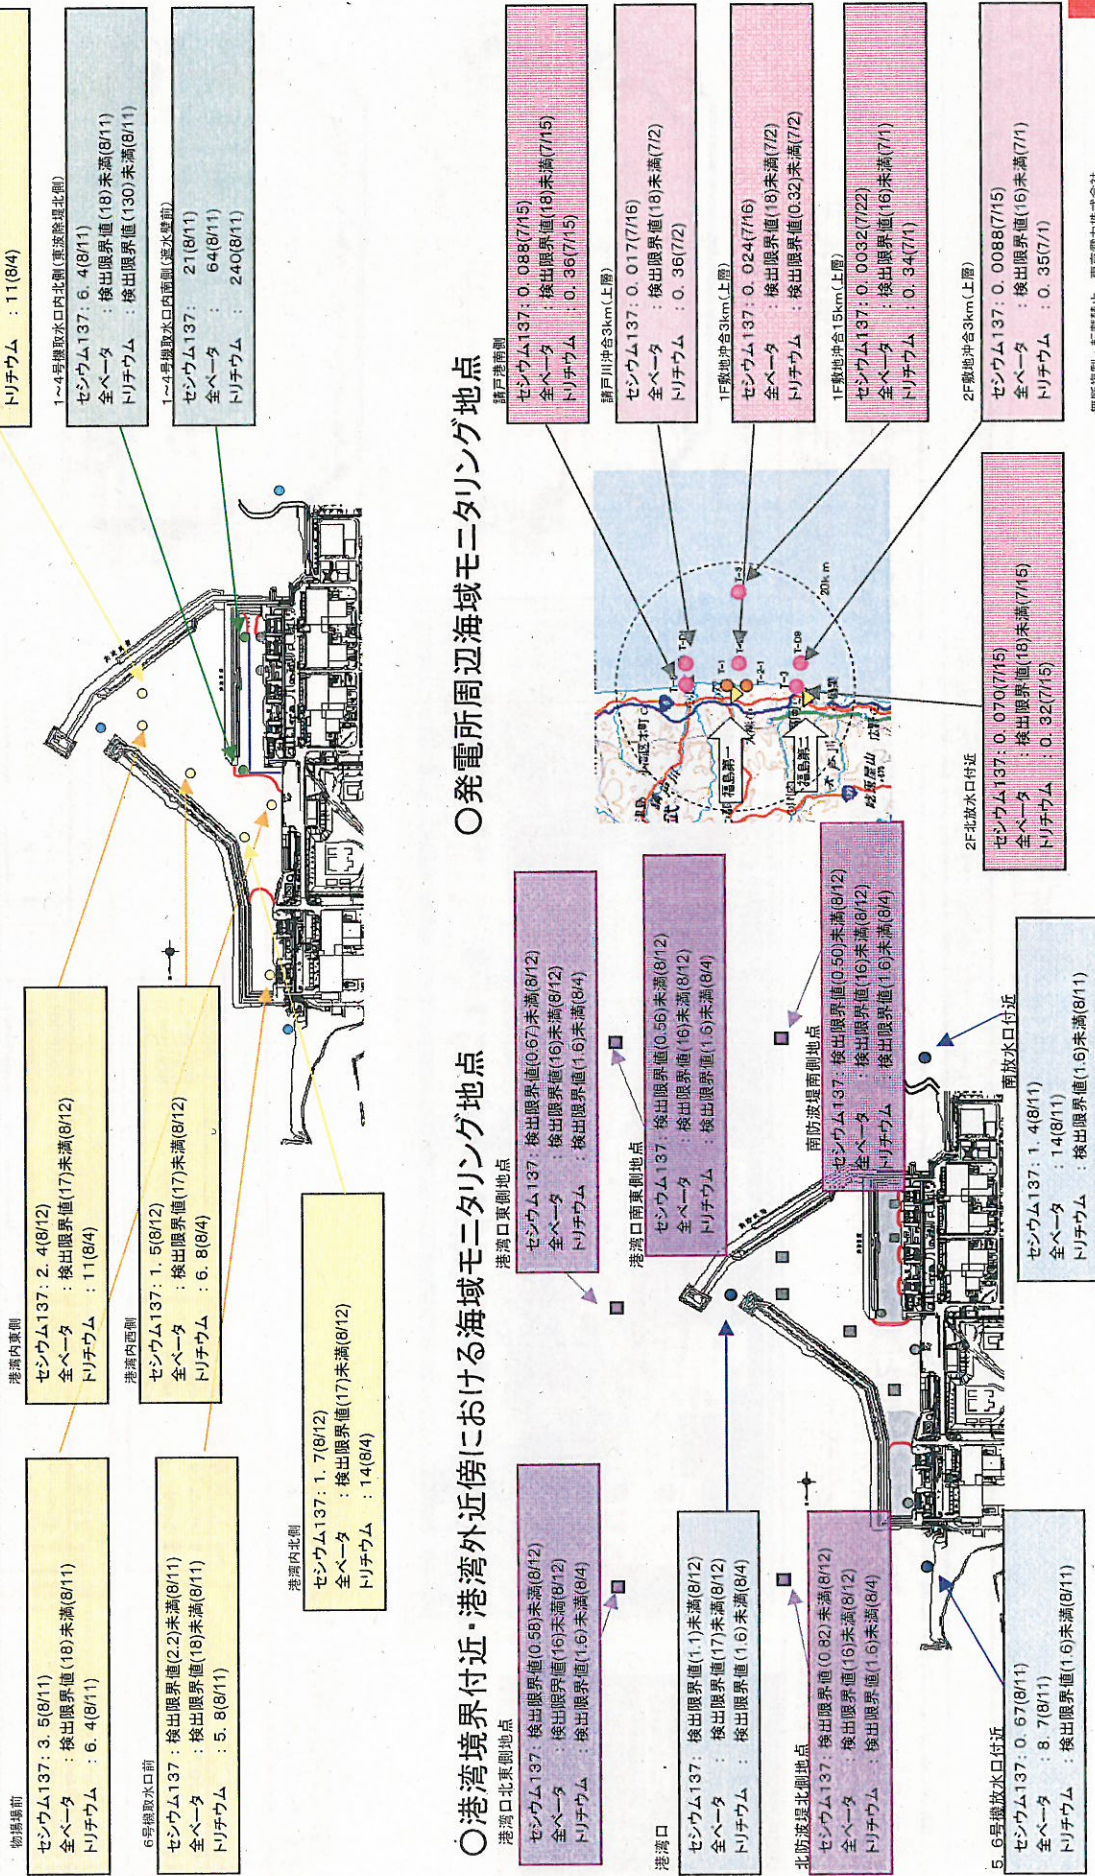 物揚場前
セシウム137: 3. 5(8/11)
全ベータ : 検出限界値(18)未満(8/11)
トリチウム : 6. 4(8/11)
6号機取水口前
セシウム137: 検出限界値(2.2)未満(8/11)
全ベータ : 検出限界値(18)未満(8/11)
トリチウム : 5. 8(8/11)
港湾内東側
セシウム137: 2. 4(8/12)
全ベータ : 検出限界値(17)未満(8/12)
トリチウム : 11(8/4)
港湾内西側
セシウム137: 1. 5(8/12)
全ベータ : 検出限界値(17)未満(8/12)
トリチウム : 6. 8(8/4)
港湾内北側
セシウム137: 1. 7(8/12)
全ベータ : 検出限界値(17)未満(8/12)
トリチウム : 14(8/4)
トリチウム : 11(8/4)
1~4号機取水口内北側(東波除堤北側)
セシウム137: 6. 4(8/11)
全ベータ : 検出限界値(18)未満(8/11)
トリチウム : 検出限界値(130)未満(8/11)
1~4号機取水口内南側(遮水壁前)
セシウム137: 21(8/11)
全ベータ : 64(8/11)
トリチウム : 240(8/11)
○港湾境界付近・港湾外近傍における海域モニタリング地点
港湾口北東側地点
セシウム137: 検出限界値(0.58)未満(8/12)
全ベータ : 検出限界値(16)未満(8/12)
トリチウム : 検出限界値(1.6)未満(8/4)
港湾口東側地点
セシウム137: 検出限界値(0.67)未満(8/12)
全ベータ : 検出限界値(16)未満(8/12)
トリチウム : 検出限界値(1.6)未満(8/4)
港湾口南東側地点
セシウム137: 検出限界値(0.56)未満(8/12)
全ベータ : 検出限界値(16)未満(8/12)
トリチウム : 検出限界値(1.6)未満(8/4)
港湾口
セシウム137: 検出限界値(1.1)未満(8/12)
全ベータ : 検出限界値(17)未満(8/12)
トリチウム : 検出限界値(1.6)未満(8/4)
北防波堤北側地点
セシウム137: 検出限界値(0.82)未満(8/12)
全ベータ : 検出限界値(16)未満(8/12)
トリチウム : 検出限界値(1.6)未満(8/4)
南防波堤南側地点
セシウム137: 検出限界値(0.50)未満(8/12)
全ベータ : 検出限界値(16)未満(8/12)
トリチウム : 検出限界値(1.6)未満(8/4)
5, 6号機放水口付近
セシウム137: 0. 67(8/11)
全ベータ : 8. 7(8/11)
トリチウム : 検出限界値(1.6)未満(8/11)
南放水口付近
セシウム137: 1. 4(8/11)
全ベータ : 14(8/11)
トリチウム : 検出限界値(1.6)未満(8/11)
○発電所周辺海域モニタリング地点
請戸港南側
セシウム137: 0. 088(7/15)
全ベータ : 検出限界値(18)未満(7/15)
トリチウム : 0. 36(7/15)
請戸川沖合3km(上層)
セシウム137: 0. 017(7/16)
全ベータ : 検出限界値(18)未満(7/2)
トリチウム : 0. 36(7/2)
1F敷地沖合3km(上層)
セシウム137: 0. 024(7/16)
全ベータ : 検出限界値(18)未満(7/2)
トリチウム : 検出限界値(0.32)未満(7/2)
1F敷地沖合15km(上層)
セシウム137: 0. 0032(7/22)
全ベータ : 検出限界値(16)未満(7/1)
トリチウム : 0. 34(7/1)
2F敷地沖合3km(上層)
セシウム137: 0. 0088(7/15)
全ベータ : 検出限界値(16)未満(7/1)
トリチウム : 0. 35(7/1)
2F北放水口付近
セシウム137: 0. 070(7/15)
全ベータ : 検出限界値(18)未満(7/15)
トリチウム : 0. 32(7/15)
福島第一
福島第二
T-1
T-2-1
T-3
T-5
20km
木戸川